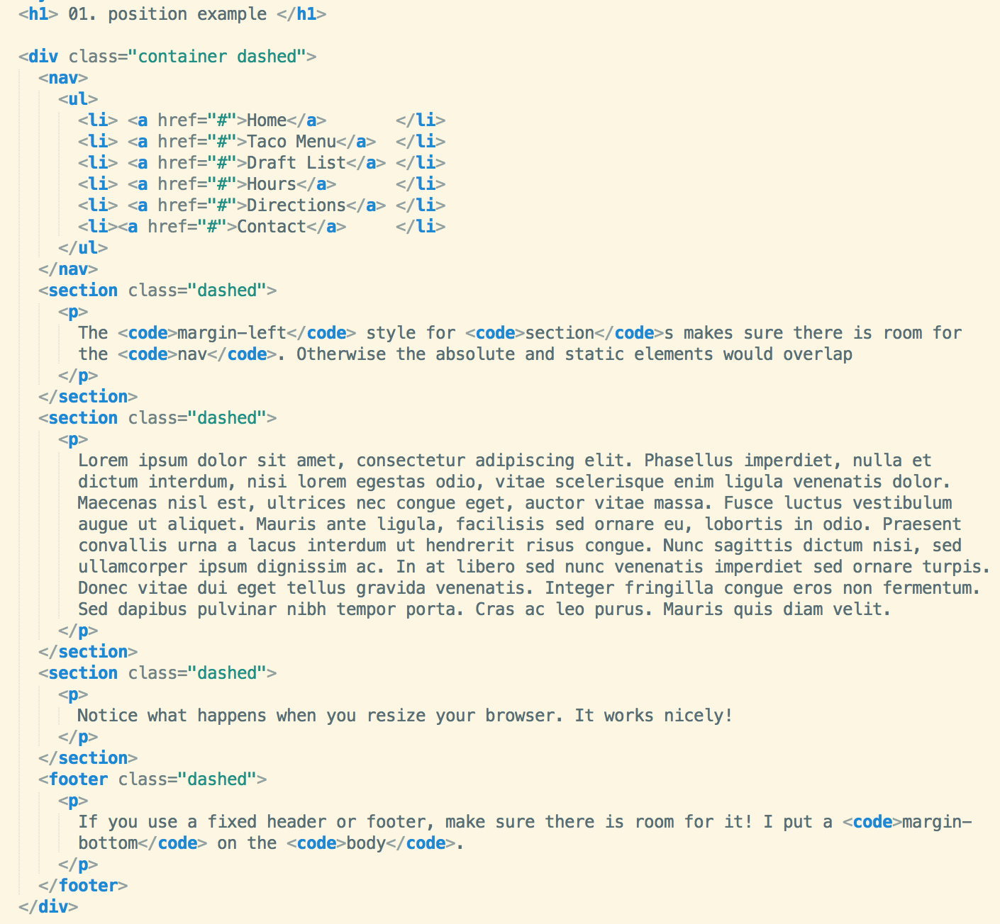 <h1> 01. position example </h1>

<div class="container dashed">
  <nav>
    <ul>
      <li> <a href="#">Home</a>       </li>
      <li> <a href="#">Taco Menu</a>  </li>
      <li> <a href="#">Draft List</a> </li>
      <li> <a href="#">Hours</a>      </li>
      <li> <a href="#">Directions</a> </li>
      <li><a href="#">Contact</a>     </li>
    </ul>
  </nav>
  <section class="dashed">
    <p>
      The <code>margin-left</code> style for <code>section</code>s makes sure there is room for
      the <code>nav</code>. Otherwise the absolute and static elements would overlap
    </p>
  </section>
  <section class="dashed">
    <p>
      Lorem ipsum dolor sit amet, consectetur adipiscing elit. Phasellus imperdiet, nulla et
      dictum interdum, nisi lorem egestas odio, vitae scelerisque enim ligula venenatis dolor.
      Maecenas nisl est, ultrices nec congue eget, auctor vitae massa. Fusce luctus vestibulum
      augue ut aliquet. Mauris ante ligula, facilisis sed ornare eu, lobortis in odio. Praesent
      convallis urna a lacus interdum ut hendrerit risus congue. Nunc sagittis dictum nisi, sed
      ullamcorper ipsum dignissim ac. In at libero sed nunc venenatis imperdiet sed ornare turpis.
      Donec vitae dui eget tellus gravida venenatis. Integer fringilla congue eros non fermentum.
      Sed dapibus pulvinar nibh tempor porta. Cras ac leo purus. Mauris quis diam velit.
    </p>
  </section>
  <section class="dashed">
    <p>
      Notice what happens when you resize your browser. It works nicely!
    </p>
  </section>
  <footer class="dashed">
    <p>
      If you use a fixed header or footer, make sure there is room for it! I put a <code>margin-
      bottom</code> on the <code>body</code>.
    </p>
  </footer>
</div>